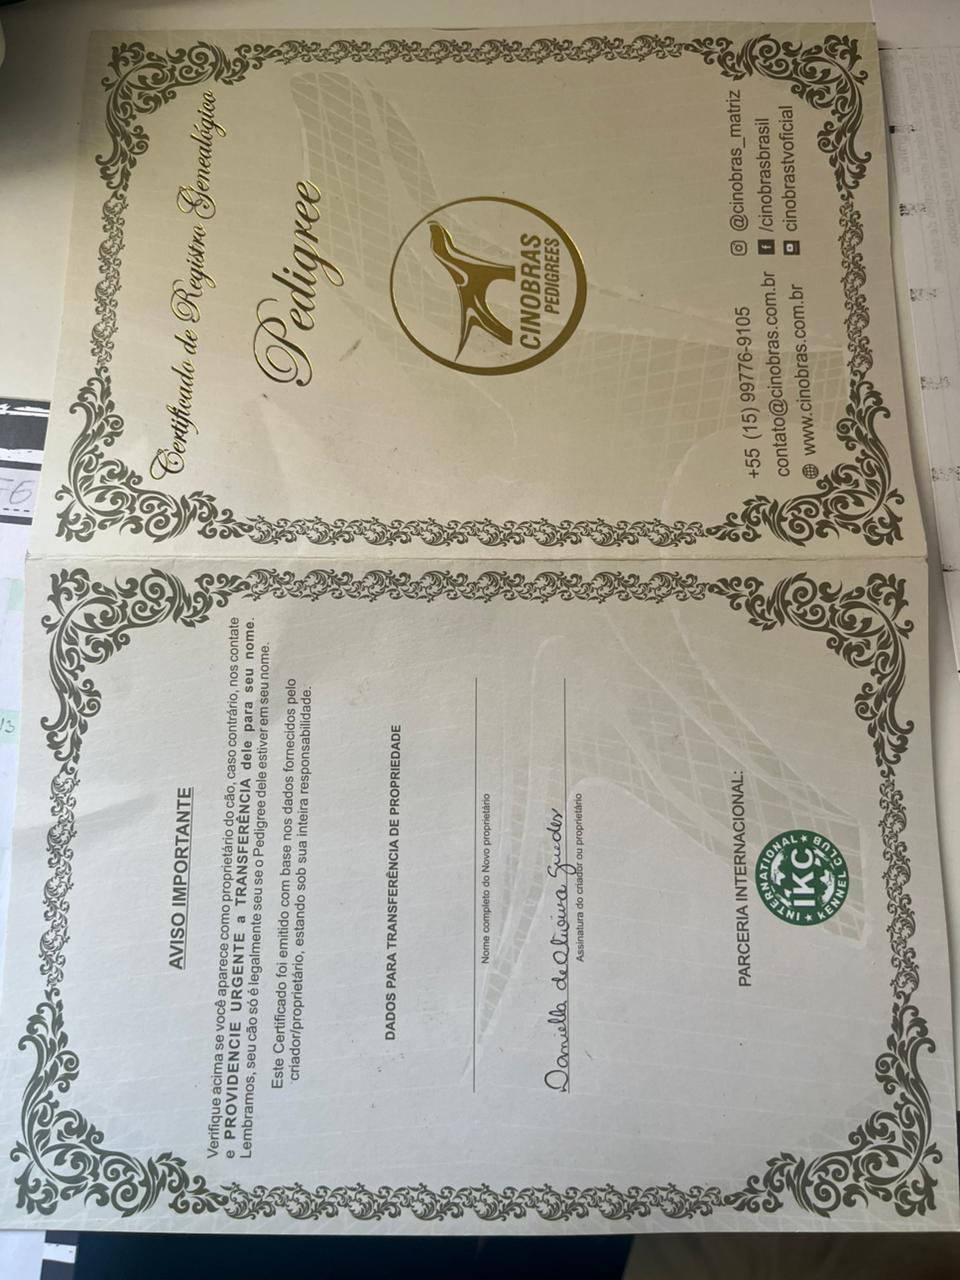 Certificado de Registro Genealógico
Pedigree
CINOBRAS
PEDIGREES
+55 (15) 99776-9105
contato@cinobras.com.br
www.cinobras.com.br
@cinobras_matriz
/cinobrasbrasil
cinobrastvoficial
AVISO IMPORTANTE
Verifique acima se você aparece como proprietário do cão, caso contrário, nos contate
e PROVIDENCIE URGENTE a TRANSFERÊNCIA dele para seu nome.
Lembramos, seu cão só é legalmente seu se o Pedigree dele estiver em seu nome.
Este Certificado foi emitido com base nos dados fornecidos pelo
criador/proprietário, estando sob sua inteira responsabilidade.
DADOS PARA TRANSFERÊNCIA DE PROPRIEDADE
Nome completo do Novo proprietário
Daniella de Oliveira Guedes
Assinatura do criador ou proprietário
PARCERIA INTERNACIONAL:
INTERNATIONAL
IKC
KENNEL CLUB